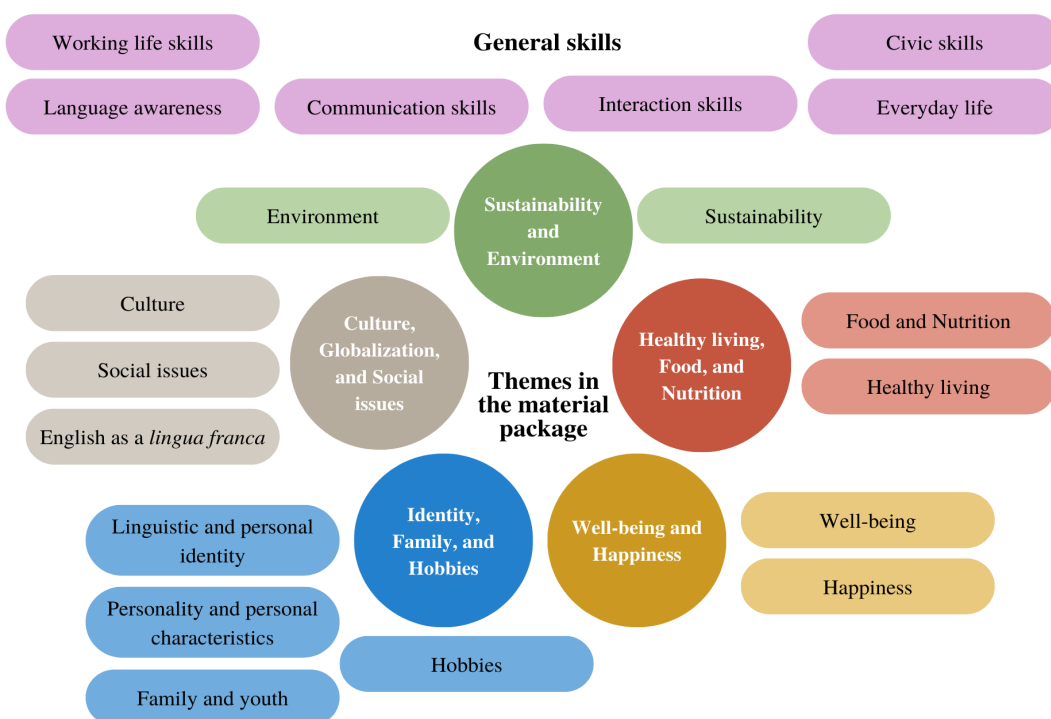 Working life skills
General skills
Civic skills
Language awareness
Communication skills
Interaction skills
Everyday life
Environment
Sustainability
and
Environment
Sustainability
Culture
Social issues
English as a lingua franca
Culture,
Globalization,
and Social
issues
Healthy living,
Food, and
Nutrition
Food and Nutrition
Healthy living
Themes in
the material
package
Linguistic and personal
identity
Personality and personal
characteristics
Family and youth
Identity,
Family, and
Hobbies
Hobbies
Well-being and
Happiness
Well-being
Happiness